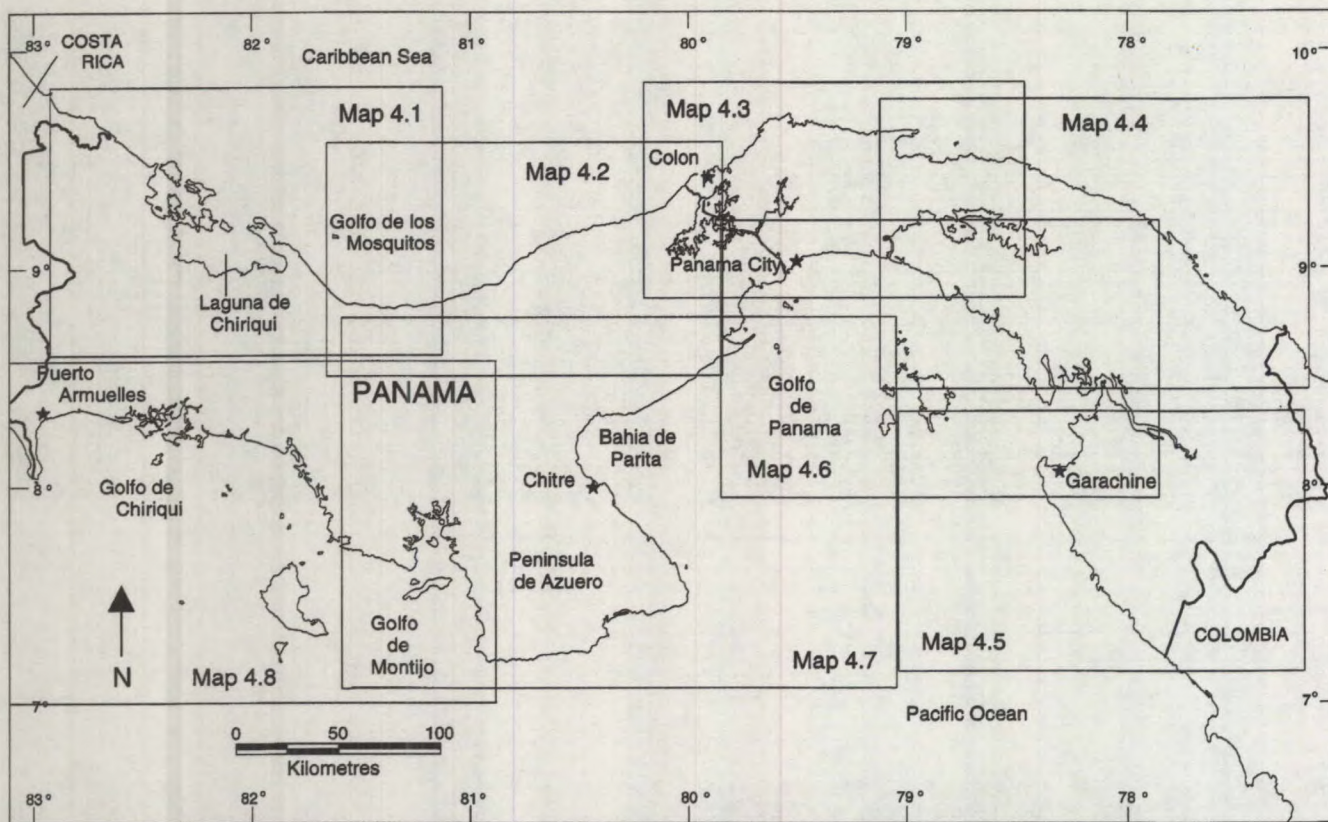 83°
82°
81°
80°
79°
78°
10°
COSTA
RICA
Caribbean Sea
Map 4.1
Map 4.3
Map 4.4
Map 4.2
Colon
Golfo de los
Mosquitos
9°
Panama City
9°
Laguna de
Chiriqui
Puerto
Armuelles
PANAMA
Golfo
de
Panama
Bahia de
Parita
Map 4.6
Chitre
Garachine
Golfo de
Chiriqui
8°
8°
Peninsula
de Azuero
Golfo
de
Montijo
Map 4.5
COLOMBIA
N
Map 4.8
Map 4.7
7°
7°
Pacific Ocean
0 50 100
Kilometres
83°
82°
81
80°
79°
78°